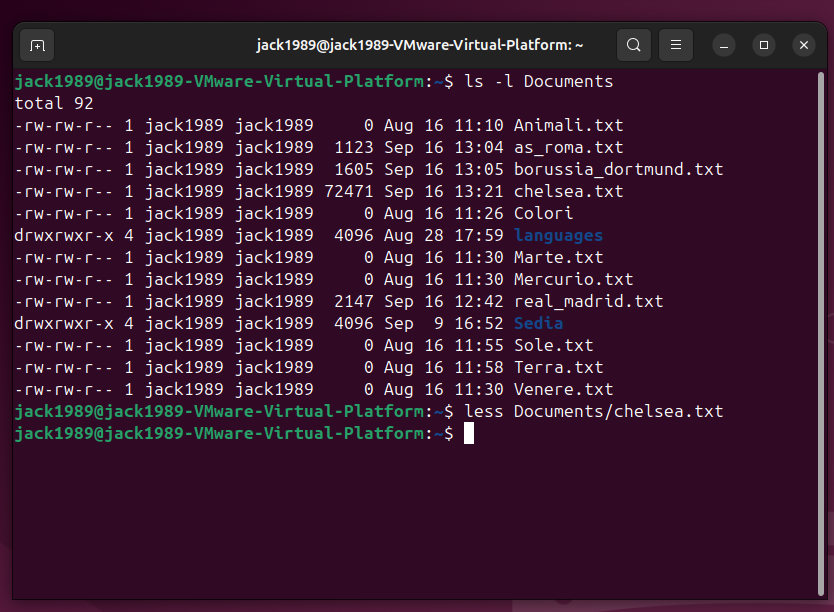 jack1989@jack1989-VMware-Virtual-Platform: ~
jack1989@jack1989-VMware-Virtual-Platform:~$ ls -l Documents
total 92
-rw-rw-r-- 1 jack1989 jack1989     0 Aug 16 11:10 Animali.txt
-rw-rw-r-- 1 jack1989 jack1989  1123 Sep 16 13:04 as_roma.txt
-rw-rw-r-- 1 jack1989 jack1989  1605 Sep 16 13:05 borussia_dortmund.txt
-rw-rw-r-- 1 jack1989 jack1989 72471 Sep 16 13:21 chelsea.txt
-rw-rw-r-- 1 jack1989 jack1989     0 Aug 16 11:26 Colori
drwxrwxr-x 4 jack1989 jack1989  4096 Aug 28 17:59 languages
-rw-rw-r-- 1 jack1989 jack1989     0 Aug 16 11:30 Marte.txt
-rw-rw-r-- 1 jack1989 jack1989     0 Aug 16 11:30 Mercurio.txt
-rw-rw-r-- 1 jack1989 jack1989  2147 Sep 16 12:42 real_madrid.txt
drwxrwxr-x 4 jack1989 jack1989  4096 Sep  9 16:52 Sedia
-rw-rw-r-- 1 jack1989 jack1989     0 Aug 16 11:55 Sole.txt
-rw-rw-r-- 1 jack1989 jack1989     0 Aug 16 11:58 Terra.txt
-rw-rw-r-- 1 jack1989 jack1989     0 Aug 16 11:30 Venere.txt
jack1989@jack1989-VMware-Virtual-Platform:~$ less Documents/chelsea.txt
jack1989@jack1989-VMware-Virtual-Platform:~$